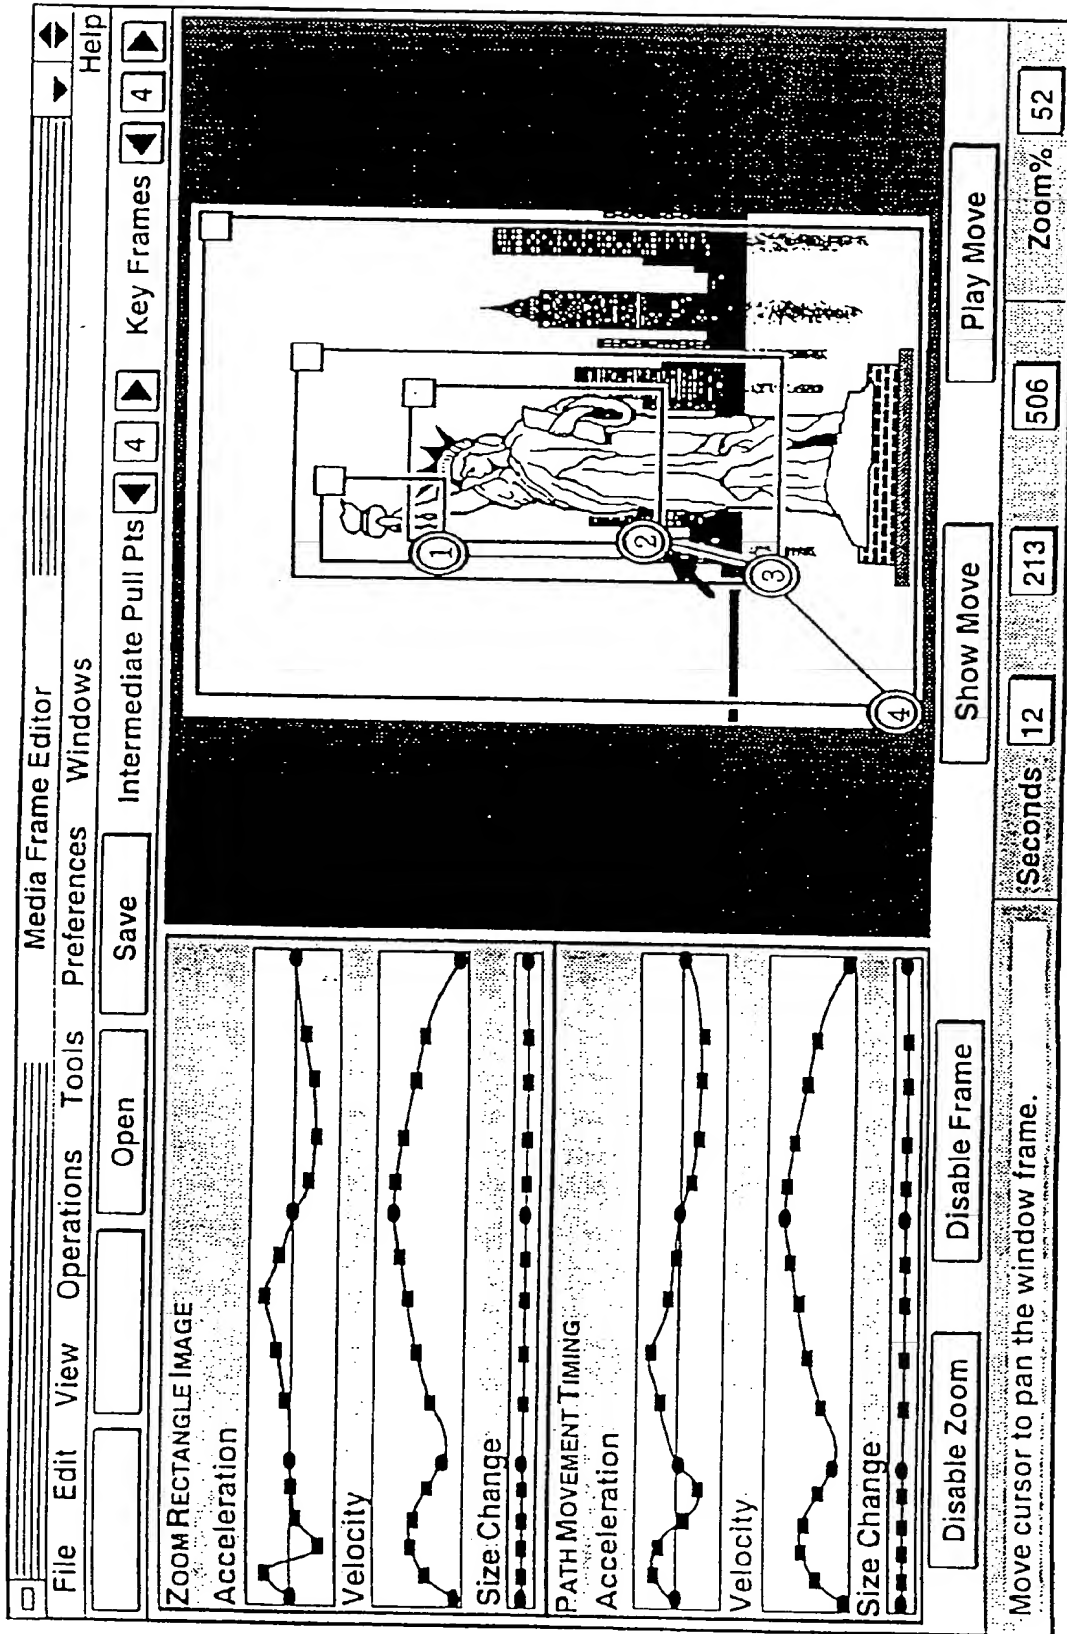 Media Frame Editor
File Edit View Operations Tools Preferences Windows Help
Open Save Intermediate Pull Pts 4 Key Frames 4
ZOOM RECTANGLE IMAGE
Acceleration
Velocity
Size Change
PATH MOVEMENT TIMING
Acceleration
Velocity
Size Change
1
2
3
4
Disable Zoom Disable Frame Show Move Play Move
Move cursor to pan the window frame. Seconds 12 213 506 Zoom% 52